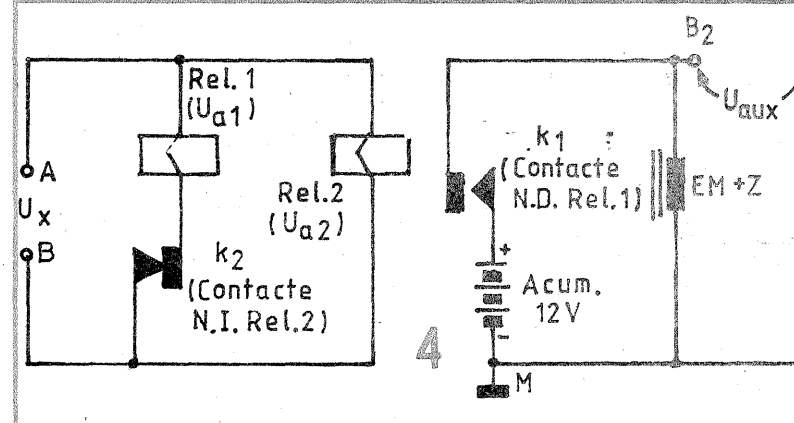 Rel. 1
(Ua1)
A
Ux
B
k2
(Contacte
N.I. Rel.2)
Rel.2
(Ua2)
B2
Uaux
k1
(Contacte
N.D. Rel.1)
EM+Z
+
Acum.
12V
-
M
4